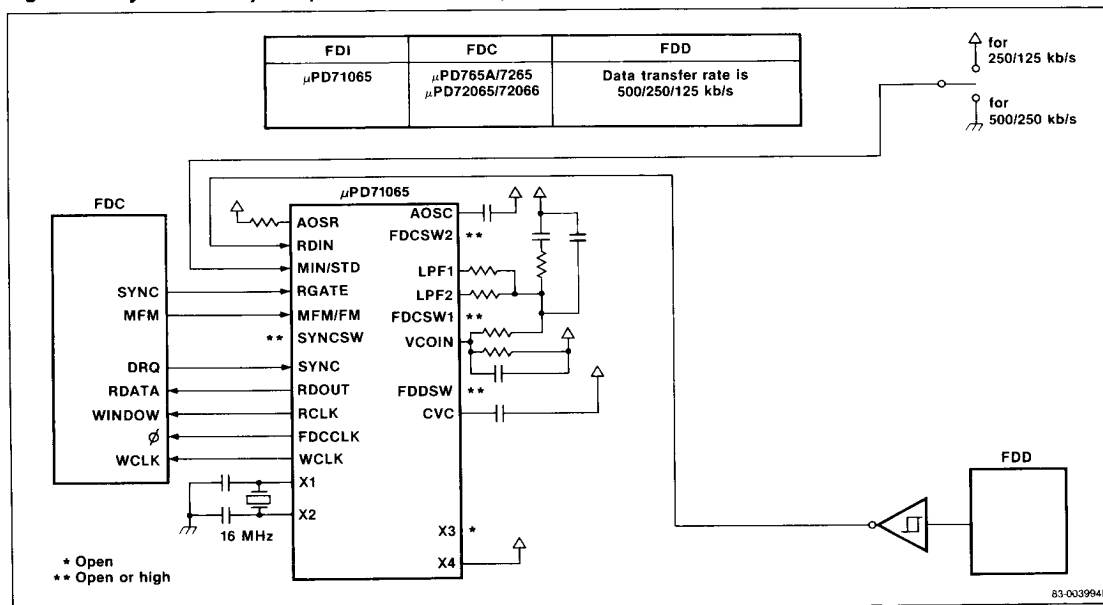 FDI FDC FDD
μPD71065 μPD765A/7265 Data transfer rate is
μPD72065/72066 500/250/125 kb/s
for
250/125 kb/s
for
500/250 kb/s
FDC
SYNC
MFM
DRQ
RDATA
WINDOW
φ
WCLK
μPD71065
AOSR
RDIN
MIN/STD
RGATE
MFM/FM
** SYNCSW
SYNC
RDOUT
RCLK
FDCCLK
WCLK
X1
X2
16 MHz
AOSC
FDCSW2 **
LPF1
LPF2
FDCSW1 **
VCOIN
FDDSW **
CVC
X3 *
X4
FDD
* Open
** Open or high